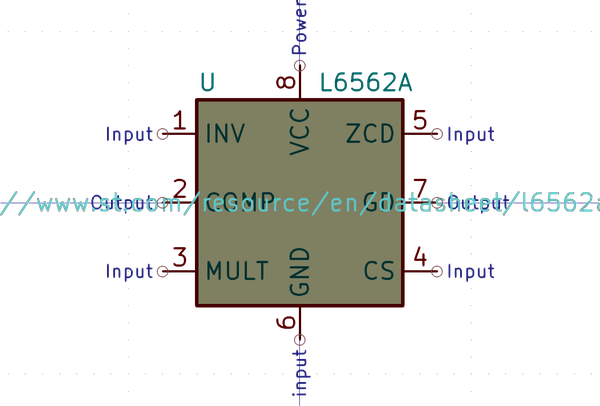 Power
8
U L6562A
VCC
Input 1 INV ZCD 5 Input
Output 2 COMP GD 7 Output
//www.st.com/resource/en/datasheet/l6562a
Input 3 MULT CS 4 Input
GND
6
input